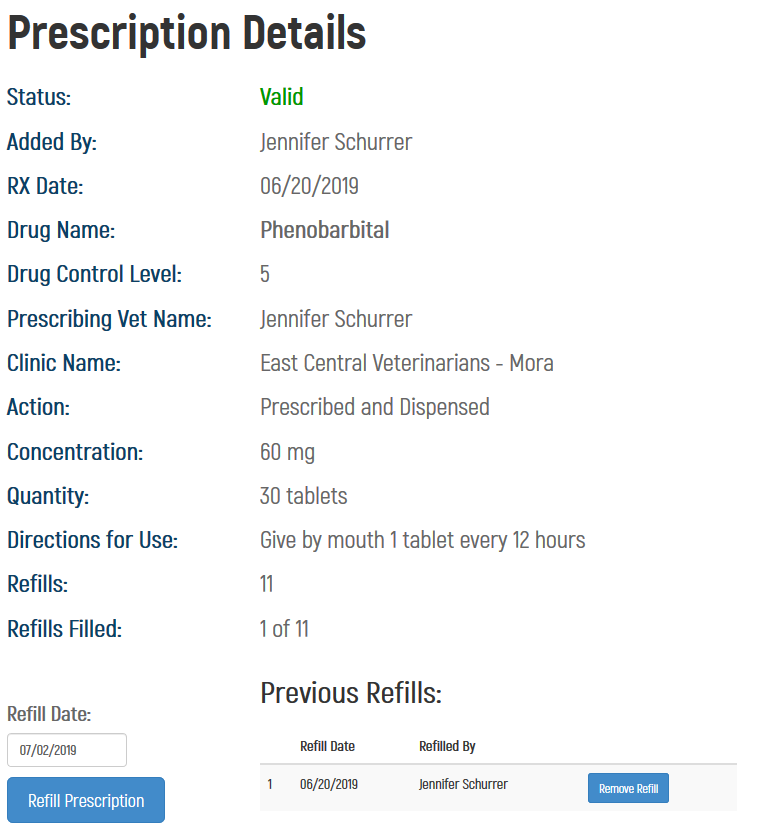 Prescription Details
Status: Valid
Added By: Jennifer Schurrer
RX Date: 06/20/2019
Drug Name: Phenobarbital
Drug Control Level: 5
Prescribing Vet Name: Jennifer Schurrer
Clinic Name: East Central Veterinarians - Mora
Action: Prescribed and Dispensed
Concentration: 60 mg
Quantity: 30 tablets
Directions for Use: Give by mouth 1 tablet every 12 hours
Refills: 11
Refills Filled: 1 of 11
Refill Date:
07/02/2019
Refill Prescription
Previous Refills:
Refill Date Refilled By
1 06/20/2019 Jennifer Schurrer Remove Refill